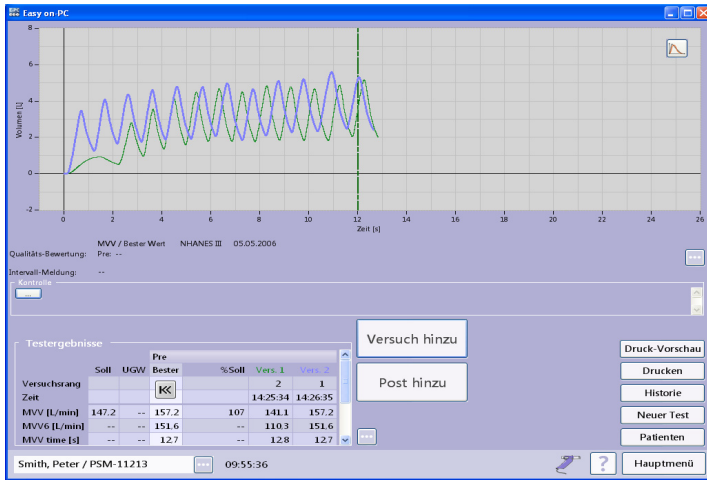 Easy on-PC
Volumen [L]
8
6
4
2
0
-2
0 2 4 6 8 10 12 14 16 18 20 22 24 26
Zeit [s]
MVV / Bester Wert NHANES III 05.05.2006
Qualitäts-Bewertung: Pre: --
Intervall-Meldung: --
Kontrolle
...
Testergebnisse
Pre
Soll UGW Bester %Soll Vers. 1 Vers. 2
Versuchsrang 2 1
Zeit 14:25:34 14:26:35
MVV [L/min] 147.2 -- 157.2 107 141.1 157.2
MVV6 [L/min] -- -- 151.6 -- 110.3 151.6
MVV time [s] -- -- 12.7 -- 12.8 12.7
Versuch hinzu
Post hinzu
Druck-Vorschau
Drucken
Historie
Neuer Test
Patienten
Smith, Peter / PSM-11213 ... 09:55:36 ? Hauptmenü